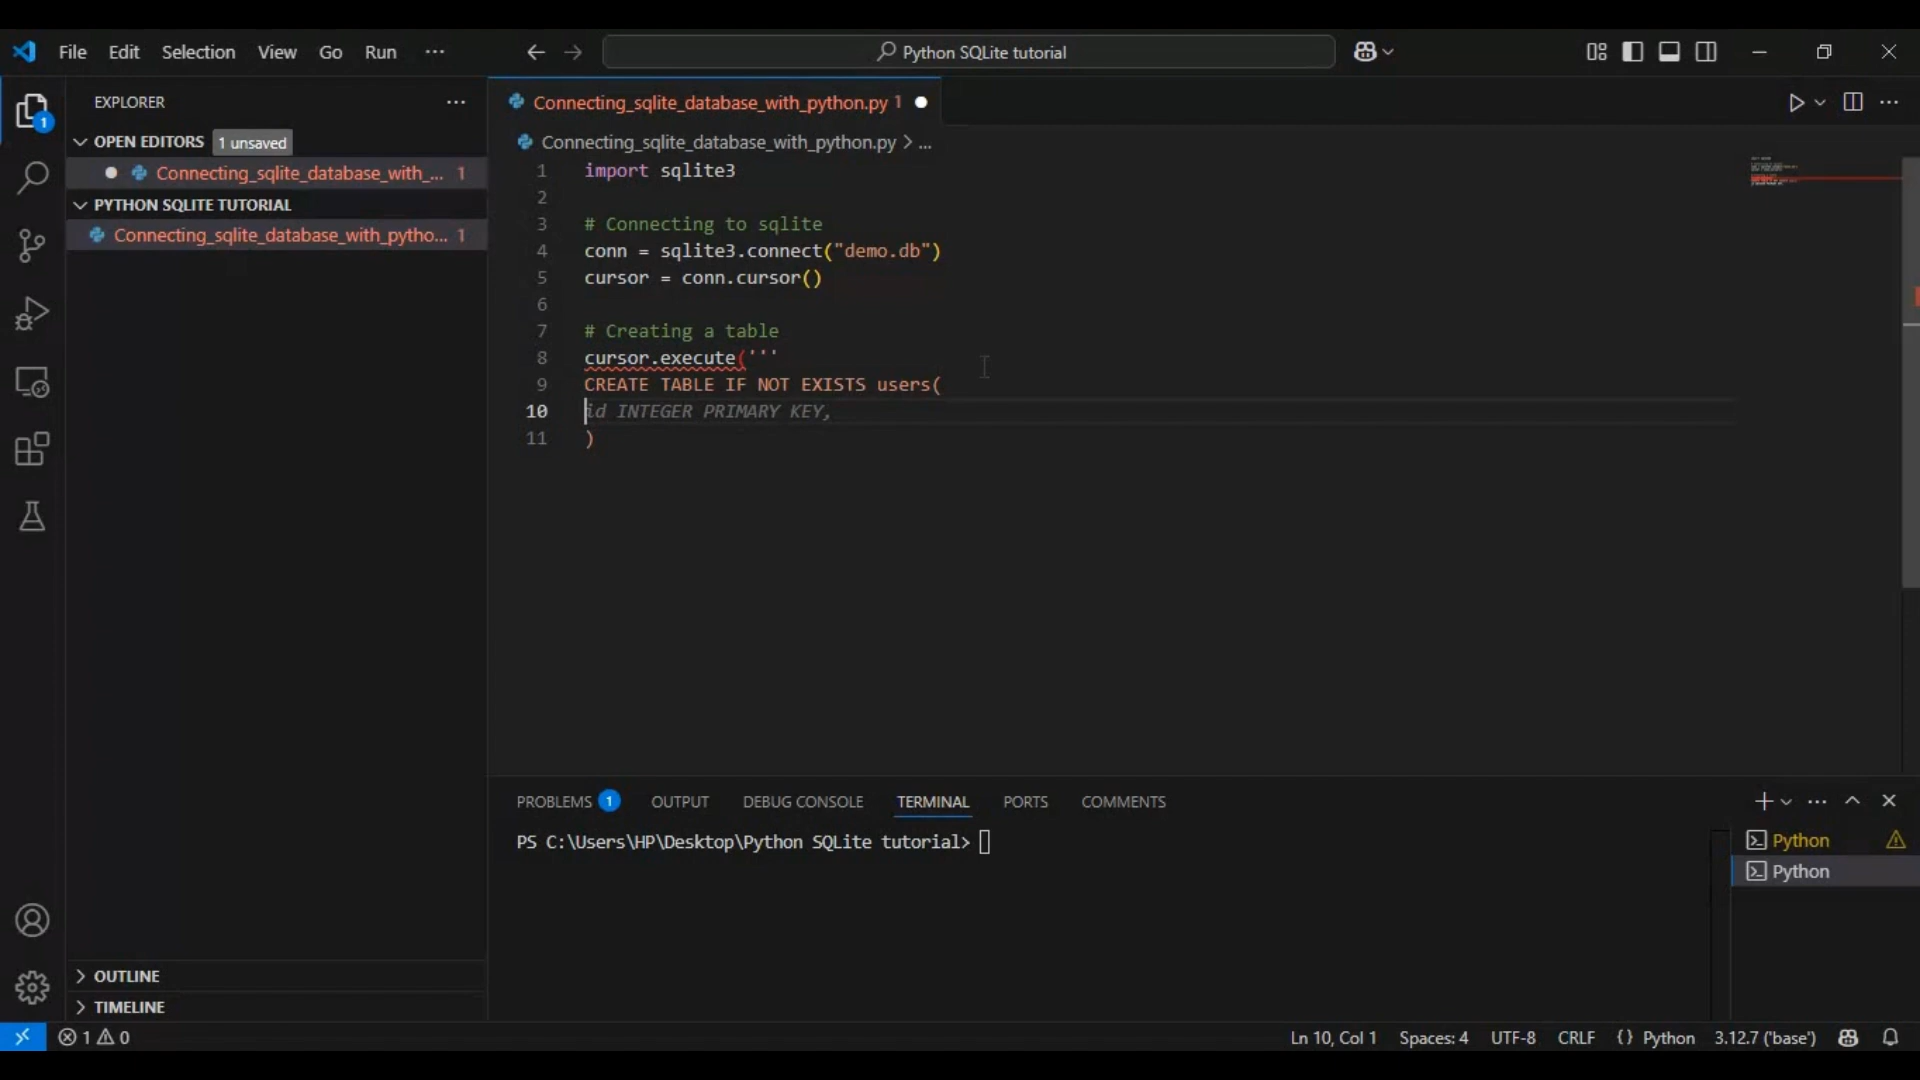 File Edit Selection View Go Run ... Python SQLite tutorial
EXPLORER ...
OPEN EDITORS 1 unsaved
Connecting_sqlite_database_with_... 1
PYTHON SQLITE TUTORIAL
Connecting_sqlite_database_with_pytho... 1
OUTLINE
TIMELINE
1
Connecting_sqlite_database_with_python.py 1
Connecting_sqlite_database_with_python.py > ...
1 import sqlite3
2
3 # Connecting to sqlite
4 conn = sqlite3.connect("demo.db")
5 cursor = conn.cursor()
6
7 # Creating a table
8 cursor.execute('''
9 CREATE TABLE IF NOT EXISTS users(
10 id INTEGER PRIMARY KEY,
11 )
PROBLEMS 1 OUTPUT DEBUG CONSOLE TERMINAL PORTS COMMENTS
PS C:\Users\HP\Desktop\Python SQLite tutorial>
Python
Python
1 0 Ln 10, Col 1 Spaces: 4 UTF-8 CRLF {} Python 3.12.7 ('base')